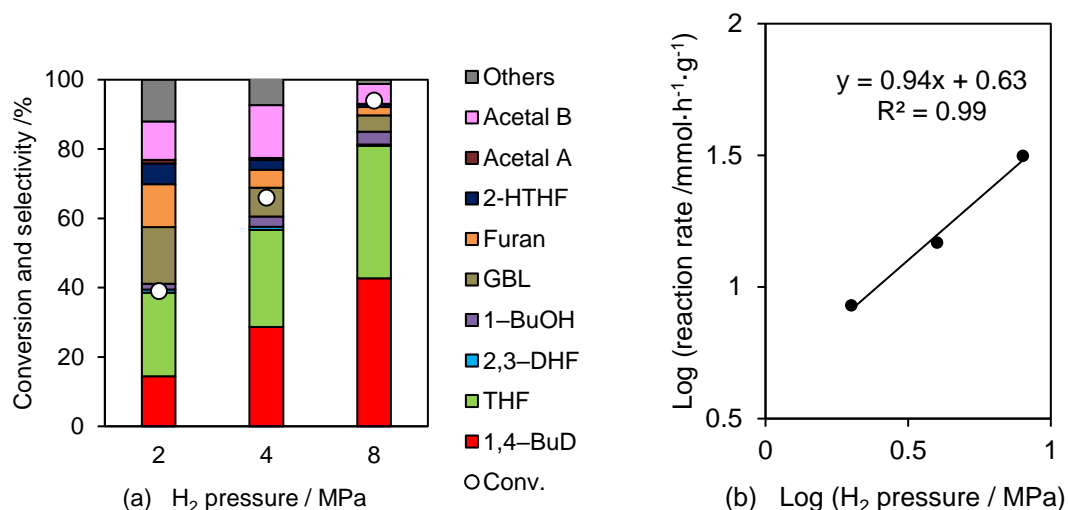 Conversion and selectivity /%
100
80
60
40
20
0
2 4 8
(a) H₂ pressure / MPa
Others
Acetal B
Acetal A
2-HTHF
Furan
GBL
1–BuOH
2,3–DHF
THF
1,4–BuD
Conv.
Log (reaction rate /mmol·h⁻¹·g⁻¹)
2
1.5
1
0.5
y = 0.94x + 0.63
R² = 0.99
0 0.5 1
(b) Log (H₂ pressure / MPa)